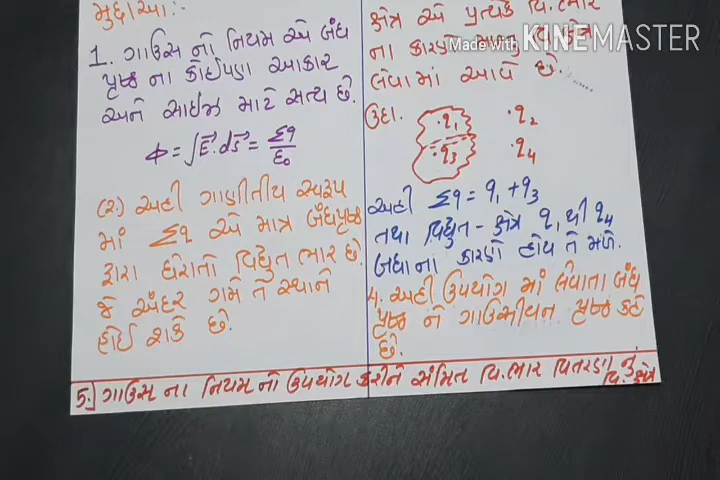 મુદ્દાઓ:-
1. ગાઉસ નો નિયમ એ બંધ
પૃષ્ઠ ના કોઈપણ આકાર
અને સાઈઝ માટે સત્ય છે.
Φ = ∫E⃗.ds⃗ = Σq/ε₀
(2.) અહી ગાણીતીય સ્વરૂપ
માં Σq એ માત્ર બંધપૃષ્ઠ
દ્વારા ઘેરાતો વિદ્યુત ભાર છે.
જે અંદર ગમે તે સ્થાને
હોઈ શકે છે.
ક્ષેત્ર એ પ્રત્યેક વિ.ભાર
ના કારણે
લેવામાં આવે છે.
ઉદા.
.q₁ .q₂
.q₃ .q₄
અહી Σq = q₁ + q₃
તથા વિદ્યુત-ક્ષેત્ર q₁ થી q₄
બધાના કારણે હોય તે મળે.
4. અહી ઉપયોગ માં લેવાતા બંધ
પૃષ્ઠ ને ગાઉસીયન પૃષ્ઠ કહે
છે.
5. ગાઉસ ના નિયમ નો ઉપયોગ કરીને સંમિત વિ.ભાર વિતરણ નું
વિ.ક્ષેત્ર
Made with KINEMASTER